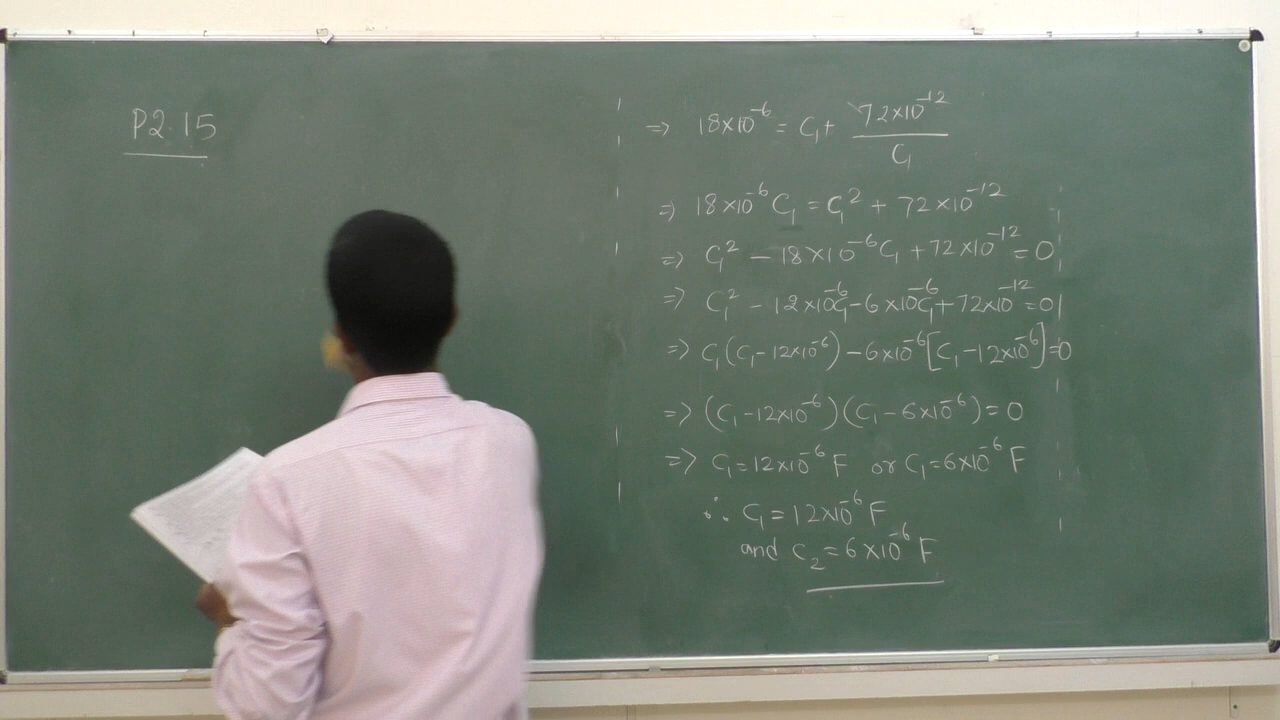 P2.15
=> 18×10⁻⁶ = C₁ + 72×10⁻¹² / C₁
=> 18×10⁻⁶ C₁ = C₁² + 72×10⁻¹²
=> C₁² − 18×10⁻⁶ C₁ + 72×10⁻¹² = 0
=> C₁² − 12×10⁻⁶C₁ − 6×10⁻⁶C₁ + 72×10⁻¹² = 0
=> C₁(C₁ − 12×10⁻⁶) − 6×10⁻⁶[C₁ − 12×10⁻⁶] = 0
=> (C₁ − 12×10⁻⁶)(C₁ − 6×10⁻⁶) = 0
=> C₁ = 12×10⁻⁶ F or C₁ = 6×10⁻⁶ F
∴ C₁ = 12×10⁻⁶ F
and C₂ = 6×10⁻⁶ F